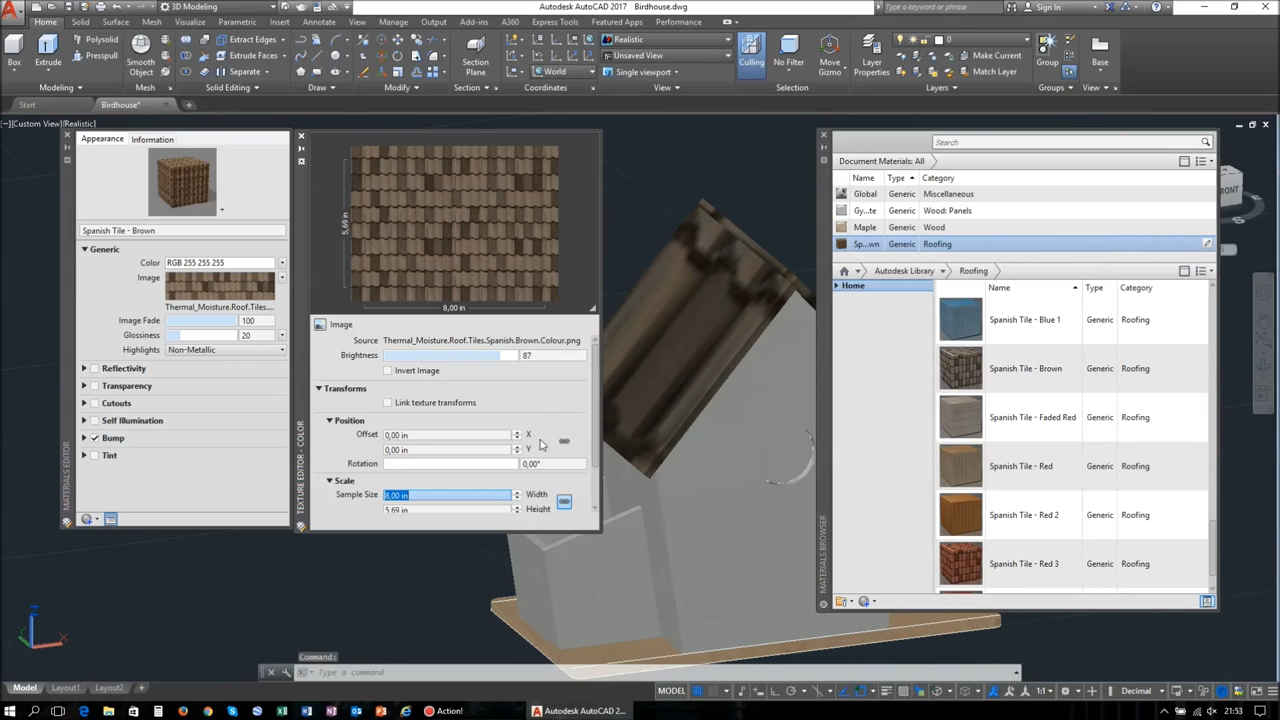 3D Modeling
Autodesk AutoCAD 2017 Birdhouse.dwg
Type a keyword or phrase
Sign In
Home Solid Surface Mesh Visualize Parametric Insert Annotate View Manage Output Add-ins A360 Express Tools Featured Apps Performance
Box
Extrude
Polysolid
Presspull
Smooth
Object
Extract Edges
Extrude Faces
Separate
Section
Plane
World
Realistic
Unsaved View
Single viewport
Culling
No Filter
Move
Gizmo
Layer
Properties
0
Make Current
Match Layer
Group
Base
Modeling
Mesh
Solid Editing
Draw
Modify
Section
Coordinates
View
Selection
Layers
Groups
View
Start
Birdhouse*
[−][Custom View][Realistic]
Appearance Information
Spanish Tile - Brown
Generic
Color RGB 255 255 255
Image
Thermal_Moisture.Roof.Tiles....
Image Fade 100
Glossiness 20
Highlights Non-Metallic
Reflectivity
Transparency
Cutouts
Self Illumination
Bump
Tint
MATERIALS EDITOR
5,69 in
8,00 in
Image
Source Thermal_Moisture.Roof.Tiles.Spanish.Brown.Colour.png
Brightness 87
Invert Image
Transforms
Link texture transforms
Position
Offset 0,00 in X
0,00 in Y
Rotation 0,00°
Scale
Sample Size 8,00 in Width
5,69 in Height
TEXTURE EDITOR - COLOR
Search
Document Materials: All
Name Type Category
Global Generic Miscellaneous
Gy...te Generic Wood: Panels
Maple Generic Wood
Sp...wn Generic Roofing
Autodesk Library Roofing
Home
Name Type Category
Spanish Tile - Blue 1 Generic Roofing
Spanish Tile - Brown Generic Roofing
Spanish Tile - Faded Red Generic Roofing
Spanish Tile - Red Generic Roofing
Spanish Tile - Red 2 Generic Roofing
Spanish Tile - Red 3 Generic Roofing
MATERIALS BROWSER
FRONT
Z
X
Command:
Type a command
Model Layout1 Layout2
MODEL
1:1
Decimal
Action!
Autodesk AutoCAD 2...
21:53